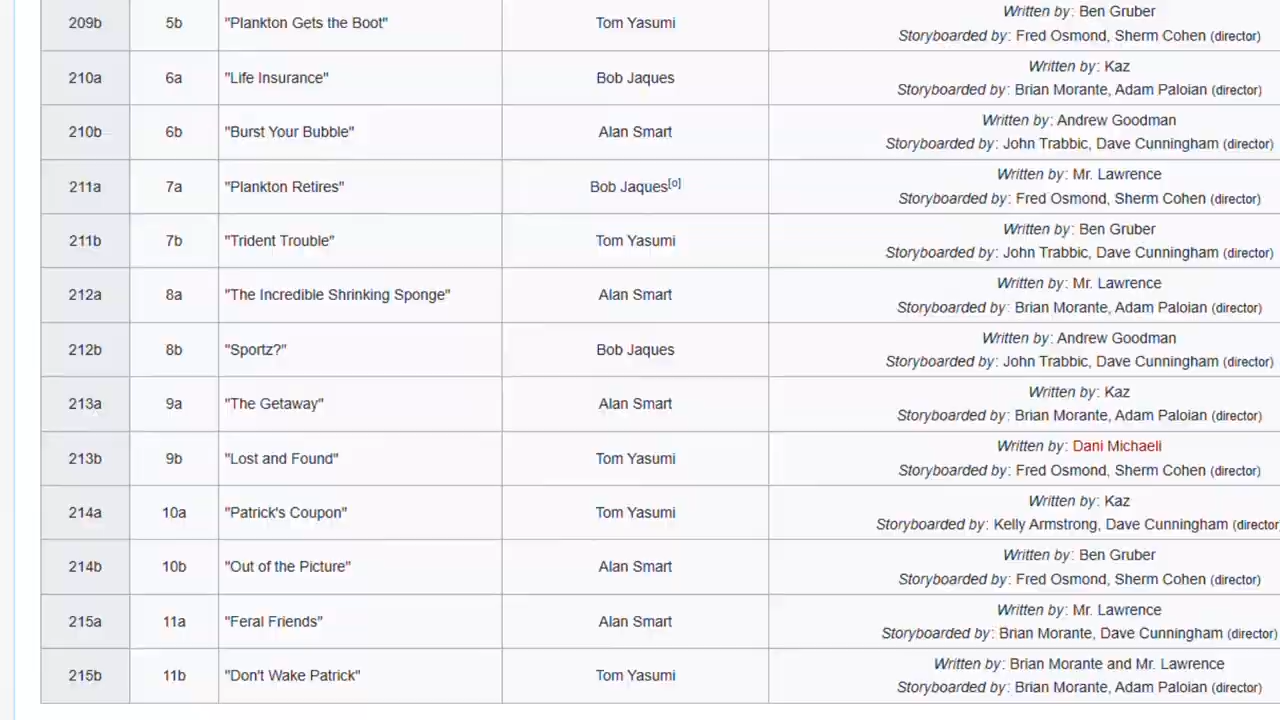 209b 5b "Plankton Gets the Boot" Tom Yasumi Written by: Ben Gruber
Storyboarded by: Fred Osmond, Sherm Cohen (director)
210a 6a "Life Insurance" Bob Jaques Written by: Kaz
Storyboarded by: Brian Morante, Adam Paloian (director)
210b 6b "Burst Your Bubble" Alan Smart Written by: Andrew Goodman
Storyboarded by: John Trabbic, Dave Cunningham (director)
211a 7a "Plankton Retires" Bob Jaques[o] Written by: Mr. Lawrence
Storyboarded by: Fred Osmond, Sherm Cohen (director)
211b 7b "Trident Trouble" Tom Yasumi Written by: Ben Gruber
Storyboarded by: John Trabbic, Dave Cunningham (director)
212a 8a "The Incredible Shrinking Sponge" Alan Smart Written by: Mr. Lawrence
Storyboarded by: Brian Morante, Adam Paloian (director)
212b 8b "Sportz?" Bob Jaques Written by: Andrew Goodman
Storyboarded by: John Trabbic, Dave Cunningham (director)
213a 9a "The Getaway" Alan Smart Written by: Kaz
Storyboarded by: Brian Morante, Adam Paloian (director)
213b 9b "Lost and Found" Tom Yasumi Written by: Dani Michaeli
Storyboarded by: Fred Osmond, Sherm Cohen (director)
214a 10a "Patrick's Coupon" Tom Yasumi Written by: Kaz
Storyboarded by: Kelly Armstrong, Dave Cunningham (director
214b 10b "Out of the Picture" Alan Smart Written by: Ben Gruber
Storyboarded by: Fred Osmond, Sherm Cohen (director)
215a 11a "Feral Friends" Alan Smart Written by: Mr. Lawrence
Storyboarded by: Brian Morante, Dave Cunningham (director)
215b 11b "Don't Wake Patrick" Tom Yasumi Written by: Brian Morante and Mr. Lawrence
Storyboarded by: Brian Morante, Adam Paloian (director)